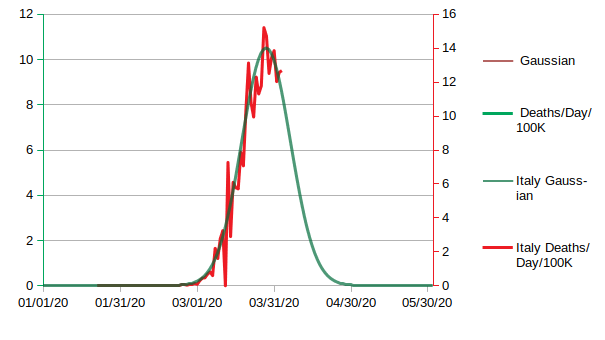 12
10
8
6
4
2
0
16
14
12
10
8
6
4
2
0
01/01/20 01/31/20 03/01/20 03/31/20 04/30/20 05/30/20
Gaussian
Deaths/Day/
100K
Italy Gauss-
ian
Italy Deaths/
Day/100K